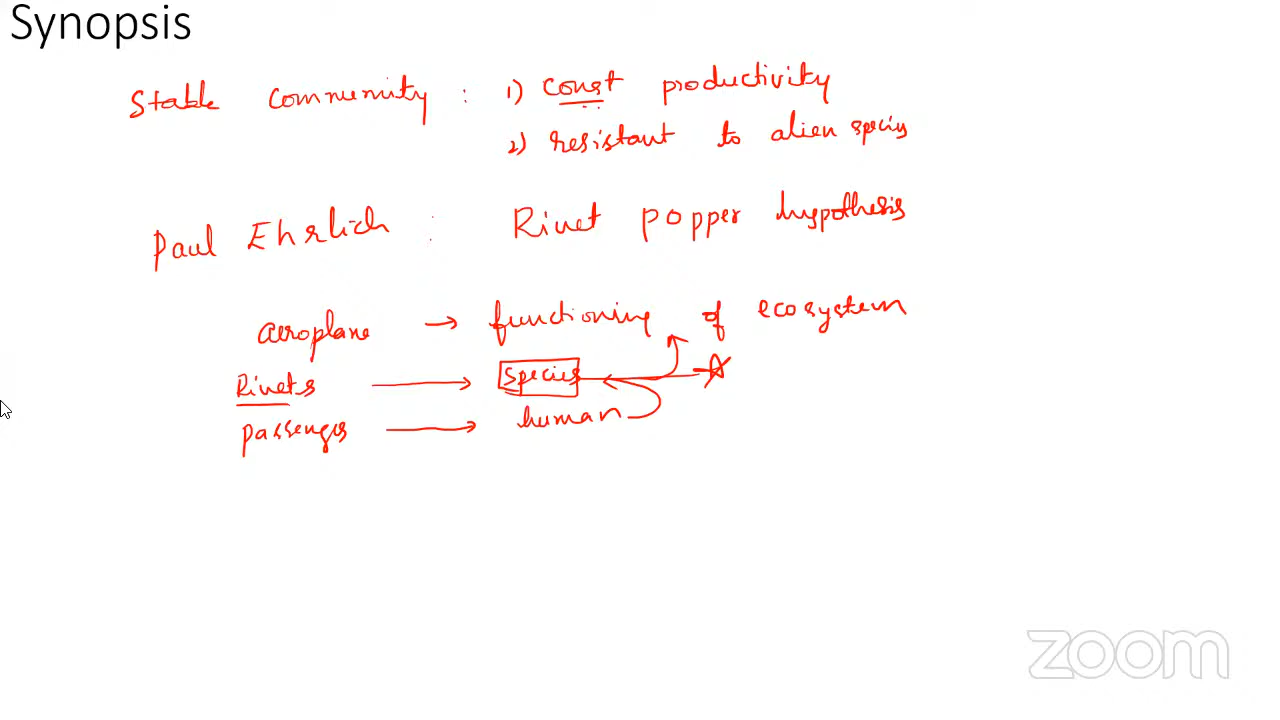 Synopsis
Stable Community : 1) Const productivity
2) resistant to alien species
Paul Ehrlich : Rivet popper hypothesis
aeroplane → functioning of ecosystem
Rivets → Species
passenges → human
zoom